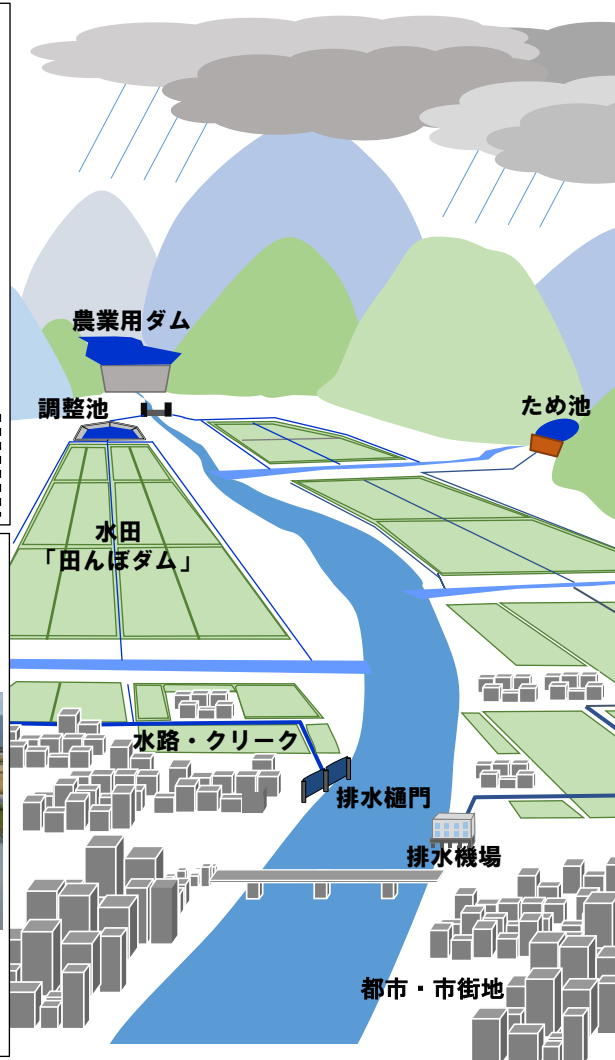 農業用ダム
調整池
ため池
水田
「田んぼダム」
水路・クリーク
排水樋門
排水機場
都市・市街地